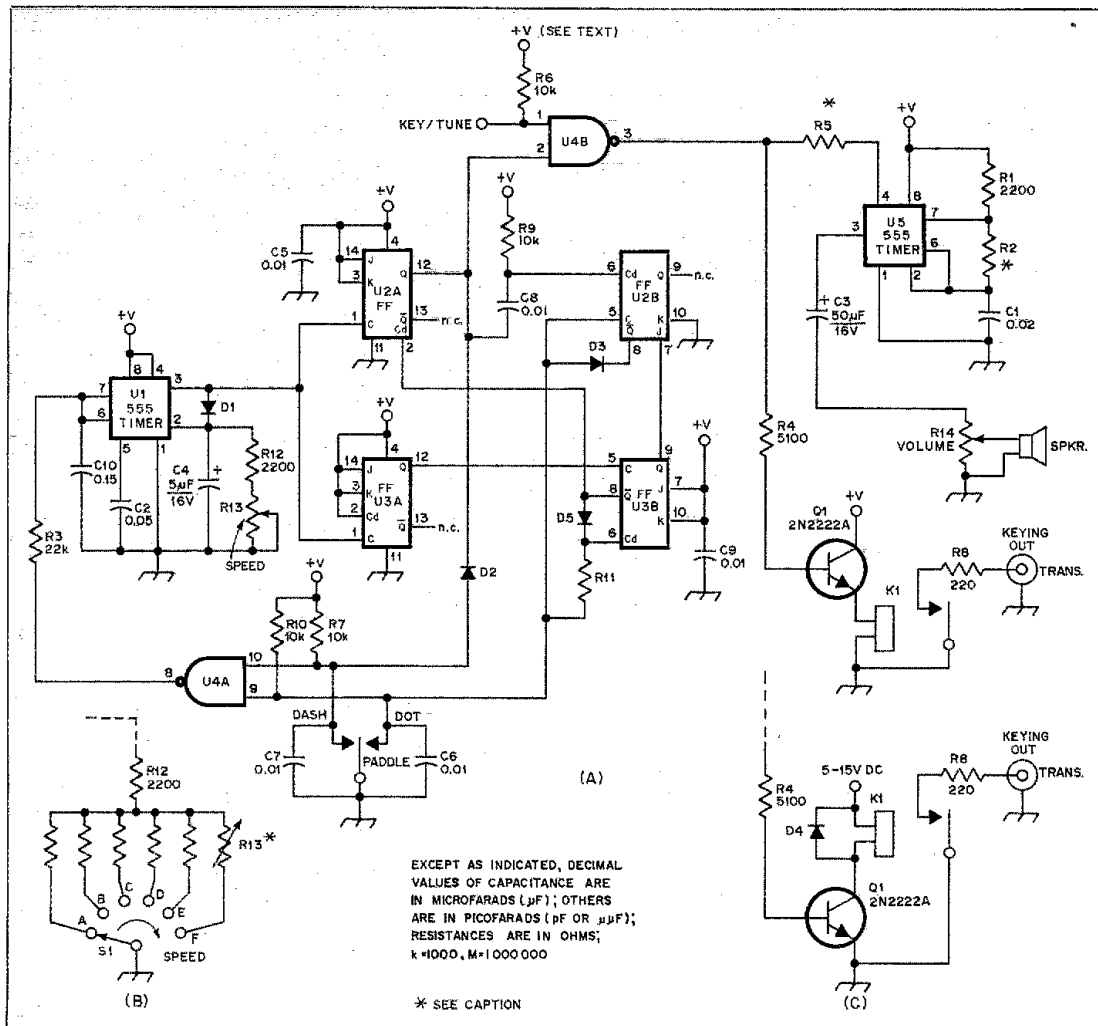 +V (SEE TEXT)
R6
10k
KEY/TUNE
1
2
U4B
3
*
R5
+V
R1
2200
4
8
7
3
U5
555
TIMER
6
R2
*
1
2
C3
50μF
16V
C1
0.02
+V
R9
10k
+V
C5
0.01
4
14
J
3
K
U2A
FF
Q
12
Q
13
n.c.
1
C
Cd
11
2
C8
0.01
6
Cd
Q
9
n.c.
FF
U2B
5
C
K
10
Q
J
8
7
D3
+V
8
4
7
U1
3
555
6
TIMER
2
5
1
D1
C10
0.15
C2
0.05
C4
5μF
16V
R12
2200
R13
SPEED
R3
22k
+V
4
14
J
Q
12
3
K
FF
2
Cd
U3A
Q
13
n.c.
1
C
11
9
5
C
Q
J
7
8
Q
FF
U3B
K
10
6
Cd
D5
R11
+V
C9
0.01
R4
5100
R14
VOLUME
SPKR.
+V
Q1
2N2222A
K1
R8
220
KEYING
OUT
TRANS.
D2
+V
R10
10k
R7
10k
8
U4A
10
9
DASH
DOT
C7
0.01
PADDLE
C6
0.01
(A)
R12
2200
R13*
A
B
C
D
E
F
S1
SPEED
(B)
EXCEPT AS INDICATED, DECIMAL
VALUES OF CAPACITANCE ARE
IN MICROFARADS (μF); OTHERS
ARE IN PICOFARADS (pF OR μμF);
RESISTANCES ARE IN OHMS;
k=1000, M=1000000
* SEE CAPTION
R4
5100
5-15V DC
D4
K1
Q1
2N2222A
R8
220
KEYING
OUT
TRANS.
(C)